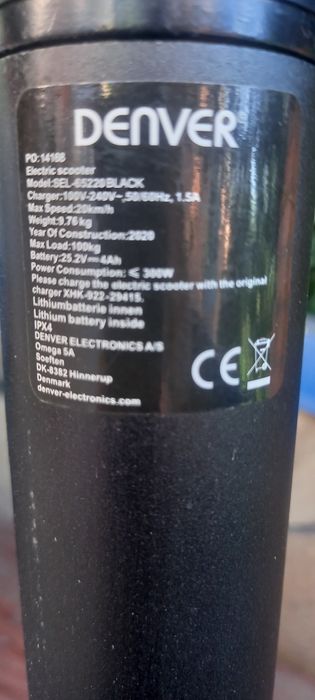 DENVER
PO:14168
Electric scooter
Model:SEL-65220 BLACK
Charger:100V-240V~,50/60Hz, 1.5A
Max Speed:20km/h
Weight:9.76kg
Year Of Construction:2020
Max Load:100kg
Battery:25.2V⎓4Ah
Power Consumption: ≤ 300W
Please charge the electric scooter with the original
charger XHK-922-29415.
Lithiumbatterie innen
Lithium battery inside
IPX4
DENVER ELECTRONICS A/S
Omega 5A
Soeften
DK-8382 Hinnerup
Denmark
denver-electronics.com
CE